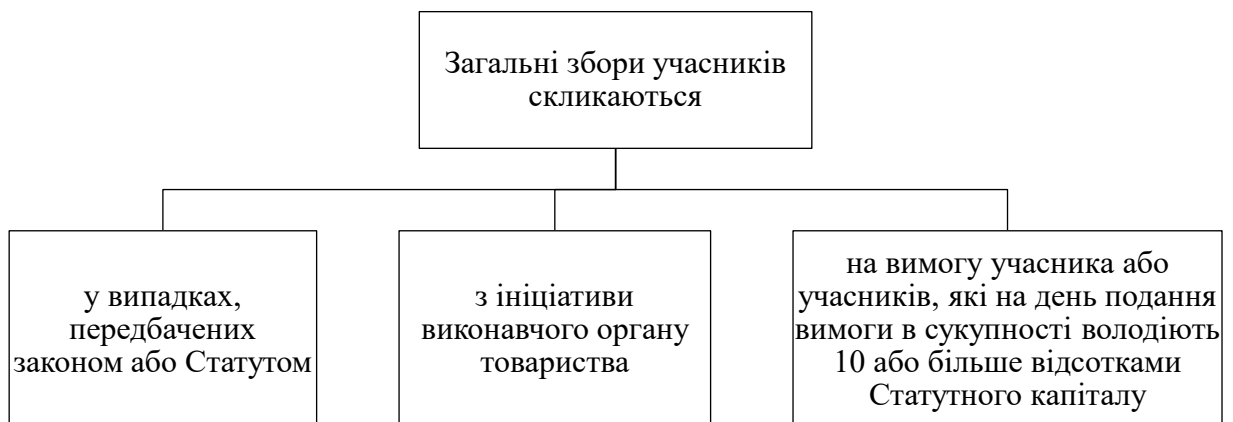 Загальні збори учасників
скликаються
у випадках,
передбачених
законом або Статутом
з ініціативи
виконавчого органу
товариства
на вимогу учасника або
учасників, які на день подання
вимоги в сукупності володіють
10 або більше відсотками
Статутного капіталу